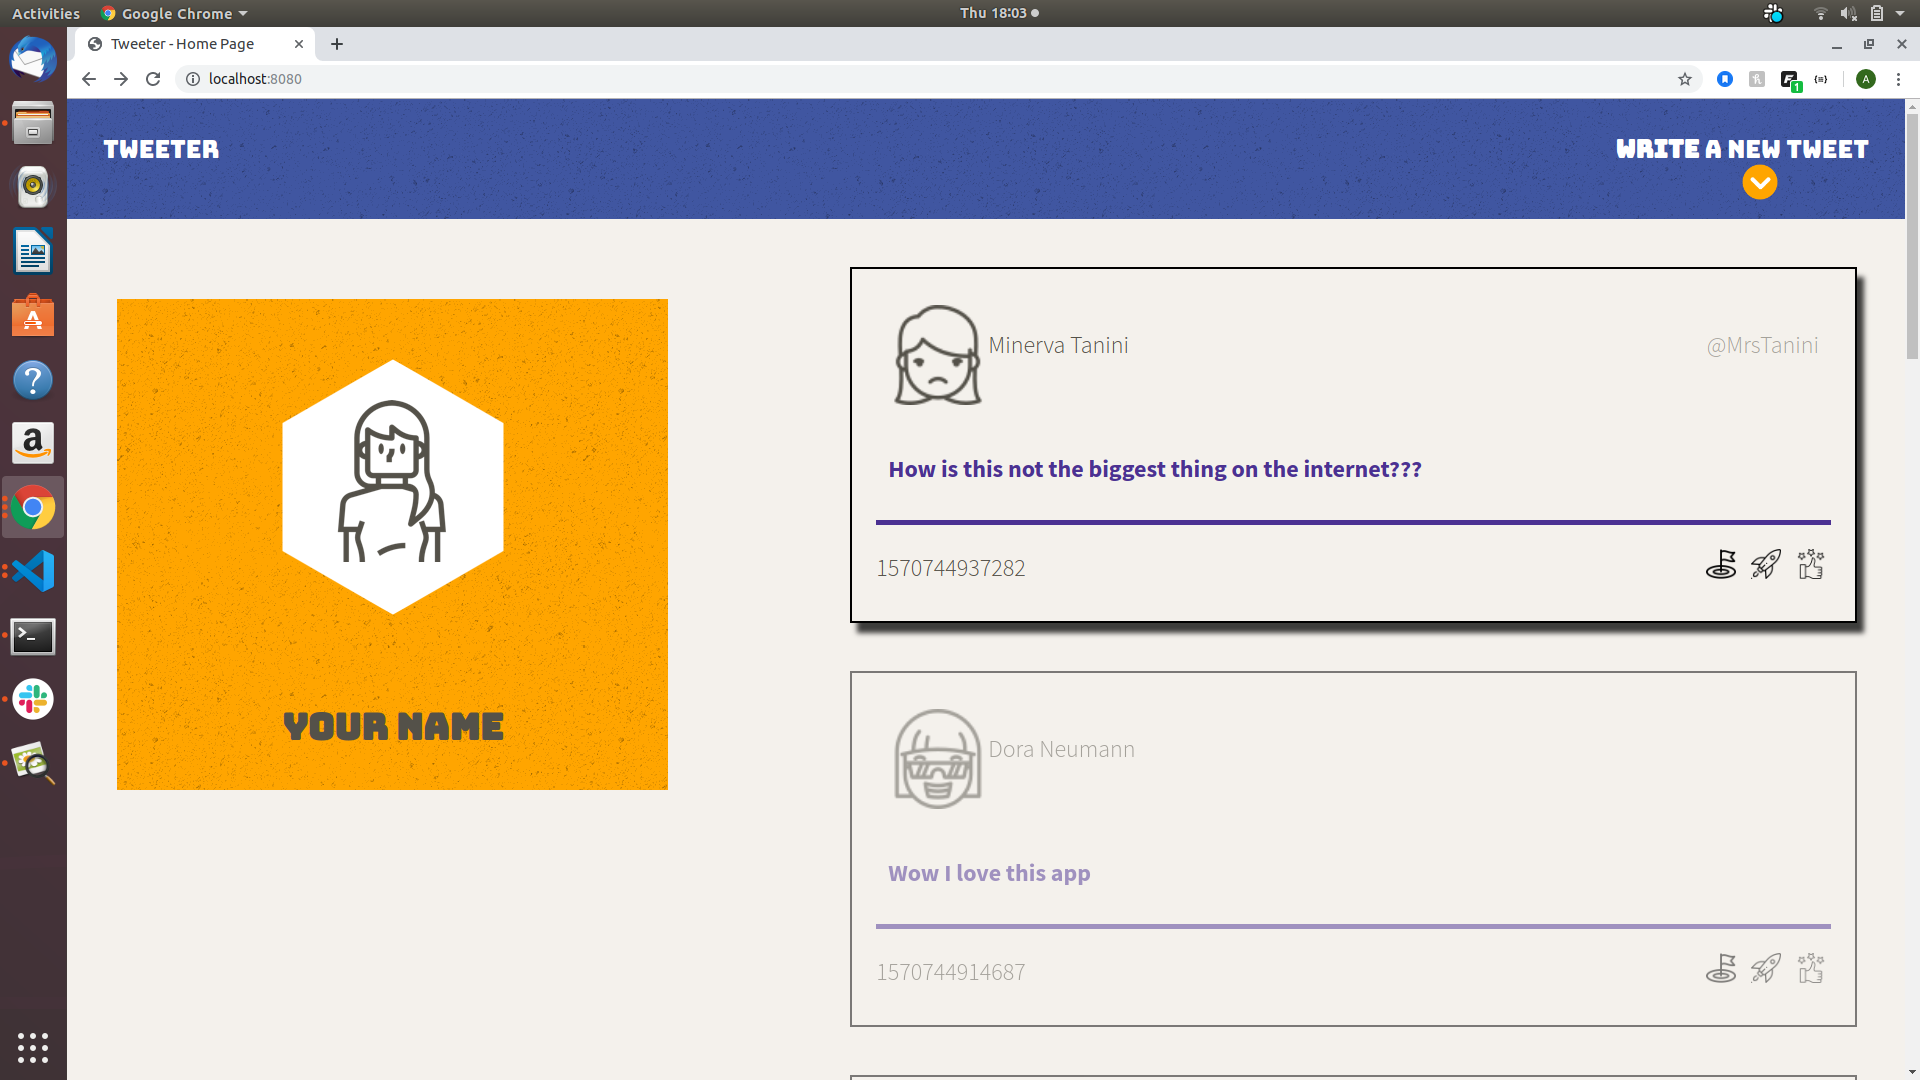 Activities
Google Chrome
Thu 18:03
Tweeter - Home Page
localhost:8080
1
A
TWEETER
WRITE A NEW TWEET
YOUR NAME
Minerva Tanini
@MrsTanini
How is this not the biggest thing on the internet???
1570744937282
Dora Neumann
Wow I love this app
1570744914687